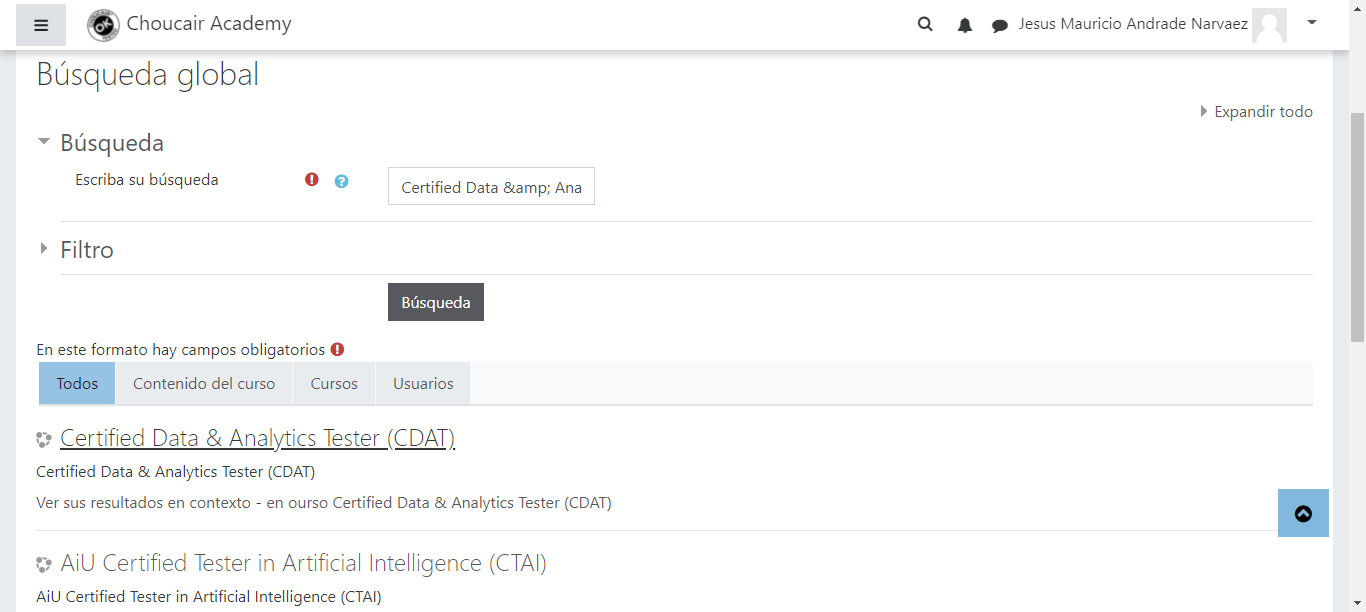 Choucair Academy
Jesus Mauricio Andrade Narvaez
Búsqueda global
Expandir todo
Búsqueda
Escriba su búsqueda
Certified Data &amp; Ana
Filtro
Búsqueda
En este formato hay campos obligatorios
Todos
Contenido del curso
Cursos
Usuarios
Certified Data & Analytics Tester (CDAT)
Certified Data & Analytics Tester (CDAT)
Ver sus resultados en contexto - en ourso Certified Data & Analytics Tester (CDAT)
AiU Certified Tester in Artificial Intelligence (CTAI)
AiU Certified Tester in Artificial Intelligence (CTAI)